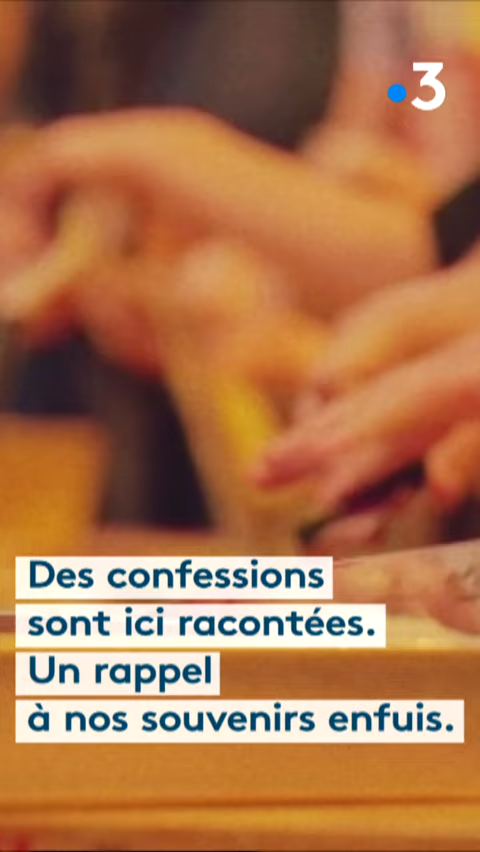 3
Des confessions
sont ici racontées.
Un rappel
à nos souvenirs enfuis.